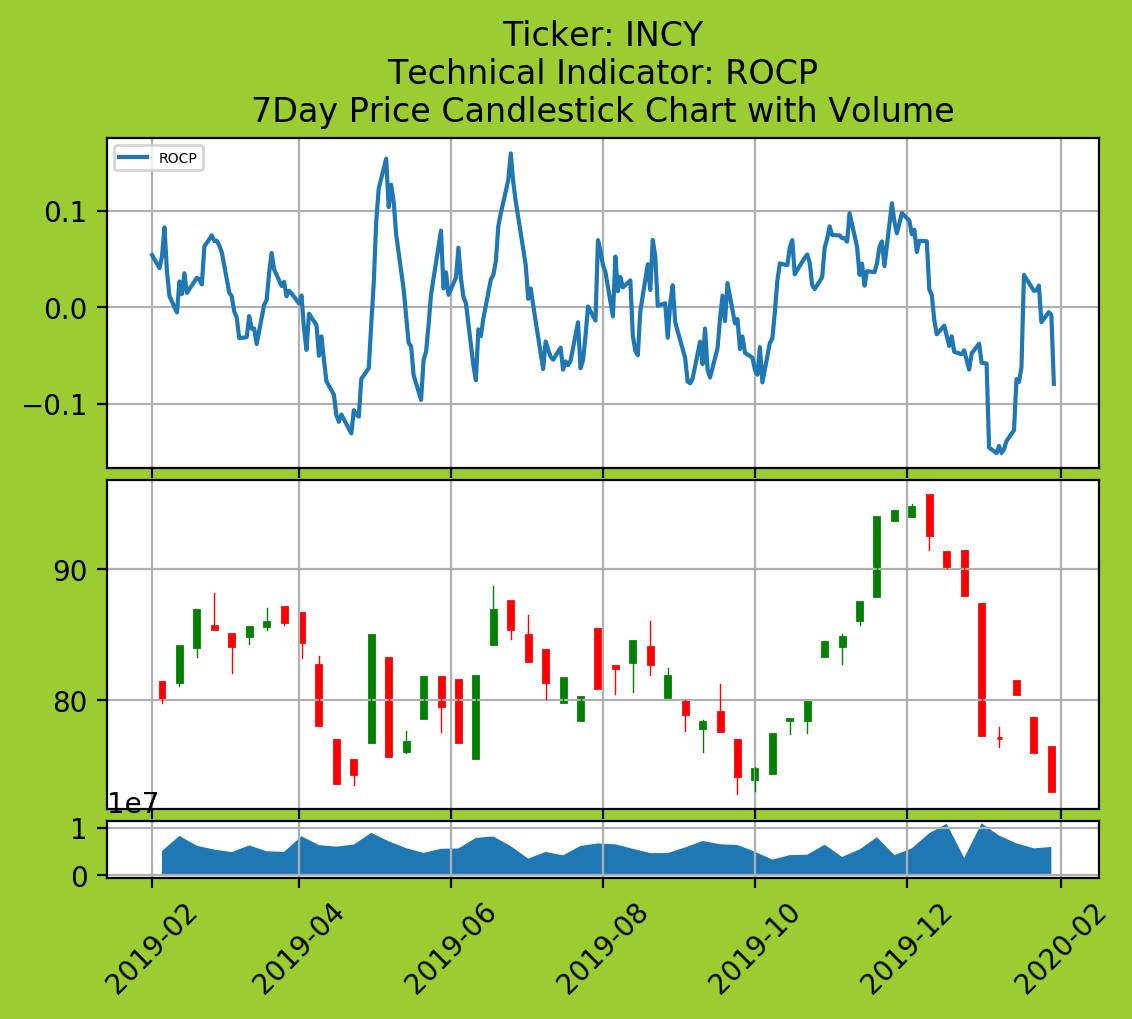 Ticker: INCY
Technical Indicator: ROCP
7Day Price Candlestick Chart with Volume
ROCP
0.1
0.0
−0.1
90
80
1e7
1
0
2019-02
2019-04
2019-06
2019-08
2019-10
2019-12
2020-02